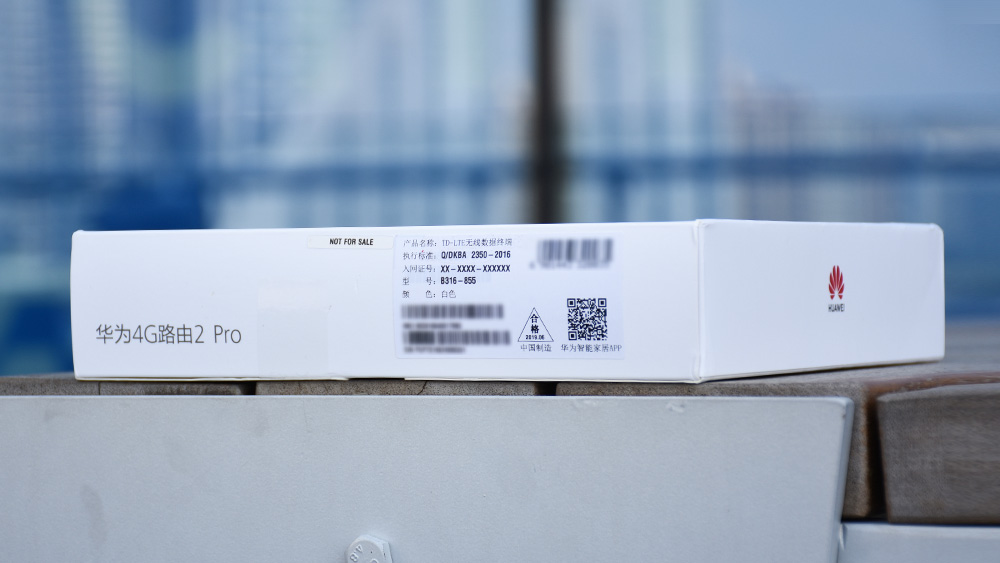 华为4G路由2 Pro
NOT FOR SALE
产品名称: TD-LTE无线数据终端
执行标准: Q/DKBA 2350-2016
入网证号: XX-XXXX-XXXXXX
型 号: B316-855
颜 色: 白色
合格
2019.06
中国制造
华为智能家居APP
HUAWEI